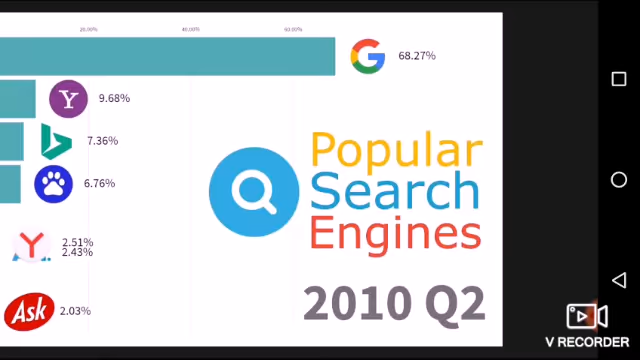 20.00% 40.00% 60.00%
G 68.27%
Y 9.68%
b 7.36%
6.76%
Y 2.51%
2.43%
Ask 2.03%
Popular
Search
Engines
2010 Q2
V RECORDER